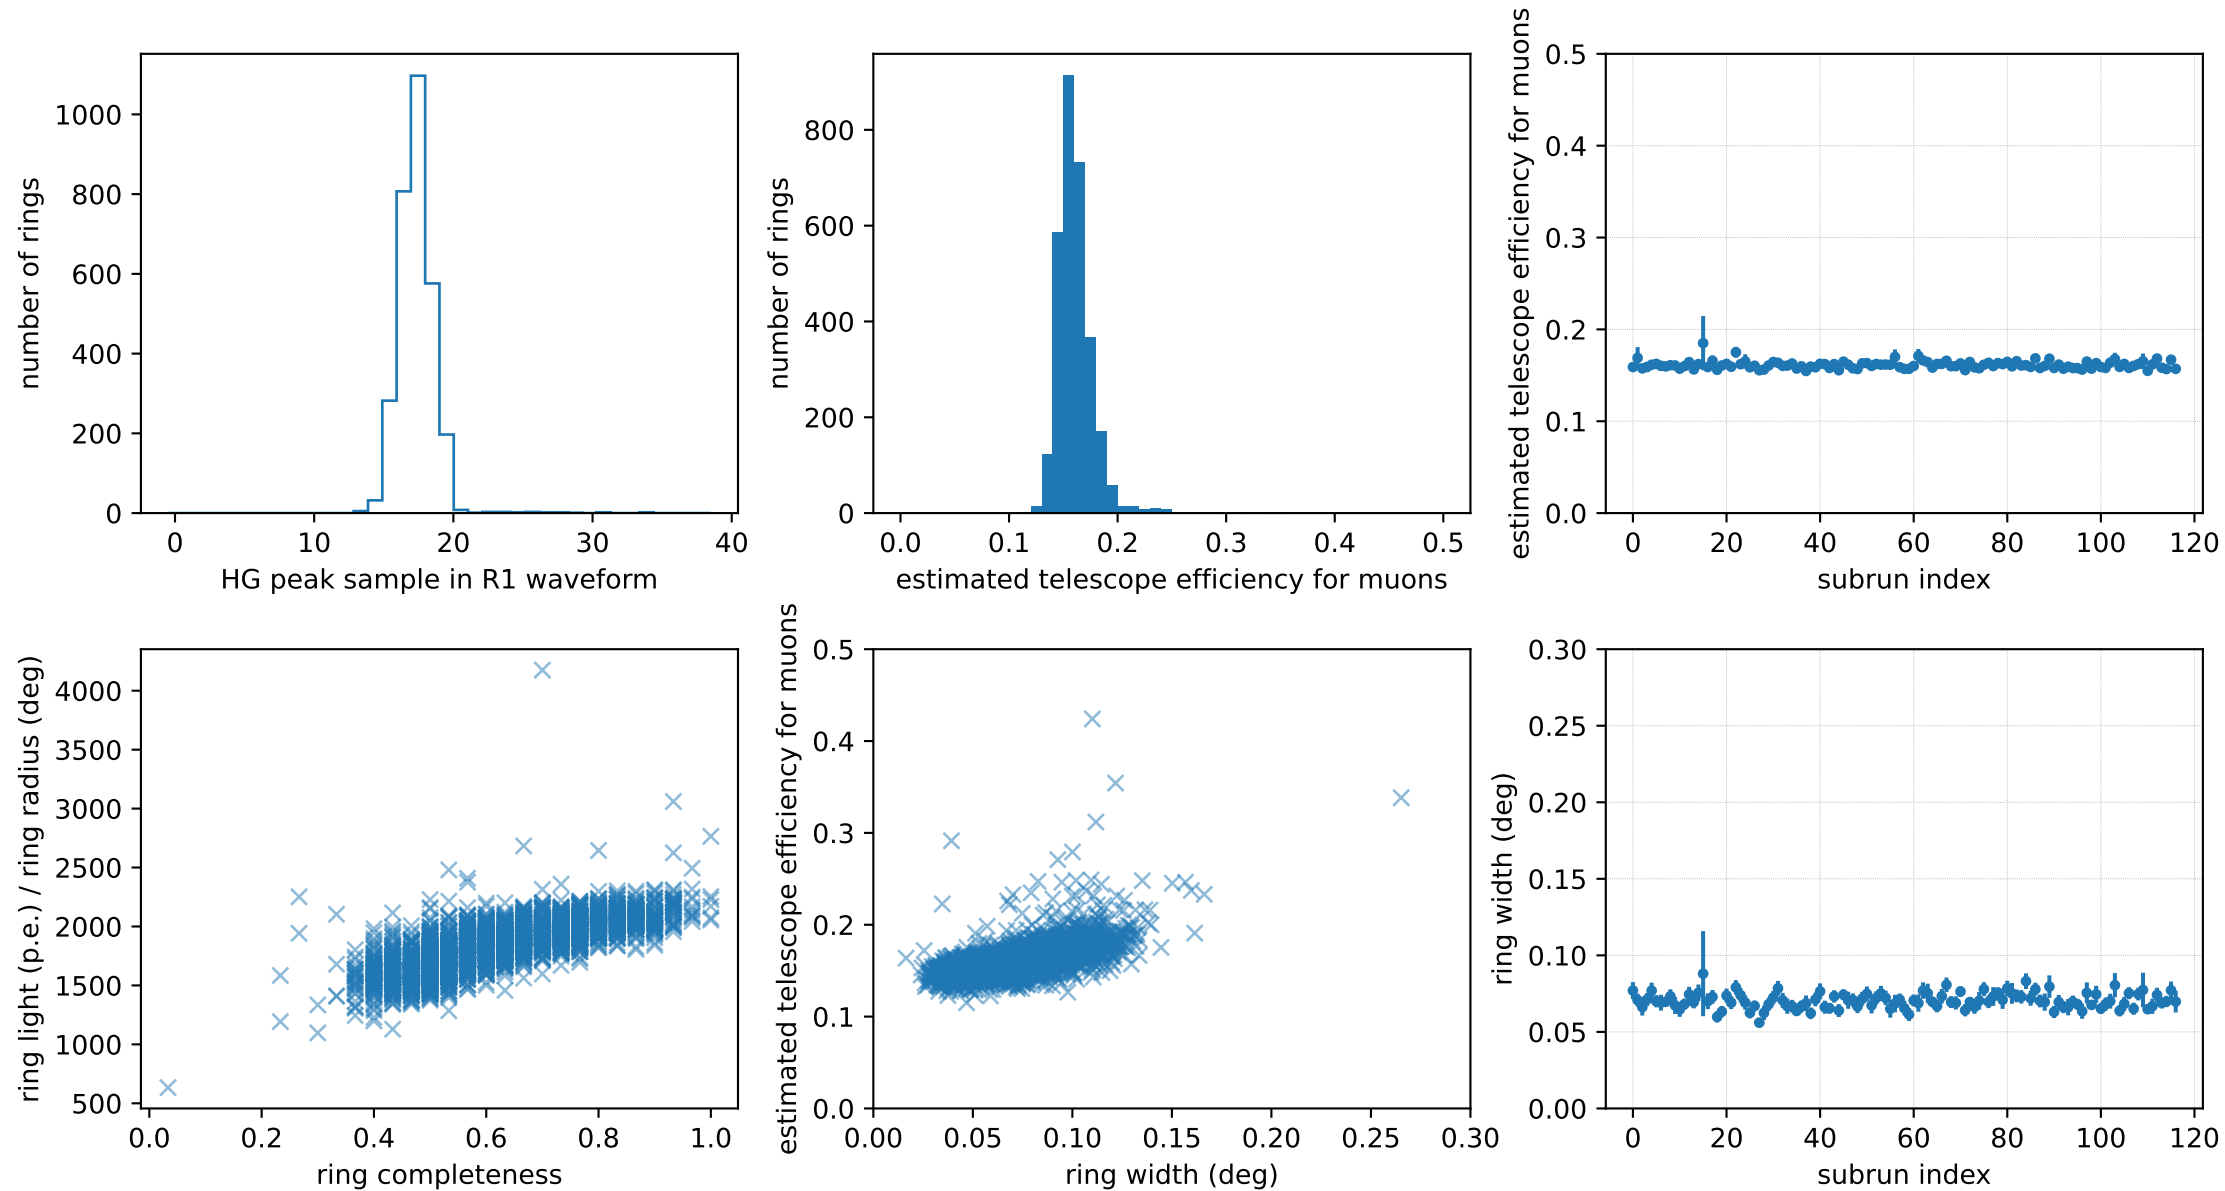 number of rings
1000
800
600
400
200
0
0 10 20 30 40
HG peak sample in R1 waveform
number of rings
800
600
400
200
0
0.0 0.1 0.2 0.3 0.4 0.5
estimated telescope efficiency for muons
estimated telescope efficiency for muons
0.5
0.4
0.3
0.2
0.1
0.0
0 20 40 60 80 100 120
subrun index
ring light (p.e.) / ring radius (deg)
4000
3500
3000
2500
2000
1500
1000
500
0.0 0.2 0.4 0.6 0.8 1.0
ring completeness
estimated telescope efficiency for muons
0.5
0.4
0.3
0.2
0.1
0.0
0.00 0.05 0.10 0.15 0.20 0.25 0.30
ring width (deg)
ring width (deg)
0.30
0.25
0.20
0.15
0.10
0.05
0.00
0 20 40 60 80 100 120
subrun index